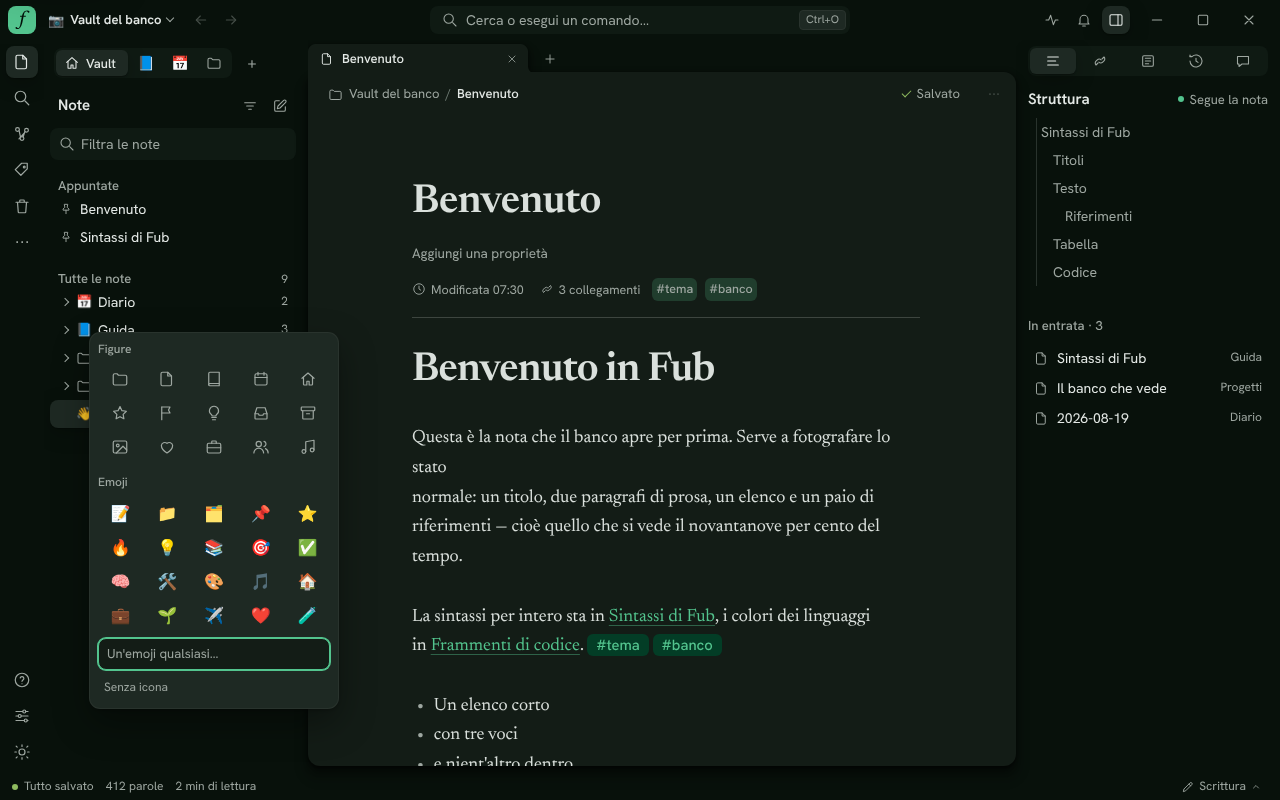 Vault del banco
Cerca o esegui un comando...
Ctrl+O
Vault
Benvenuto
Note
Filtra le note
Appuntate
Benvenuto
Sintassi di Fub
Tutte le note 9
Diario 2
Guida 3
Figure
Emoji
Un'emoji qualsiasi...
Senza icona
Vault del banco / Benvenuto
Salvato
Benvenuto
Aggiungi una proprietà
Modificata 07:30 3 collegamenti #tema #banco
Benvenuto in Fub
Questa è la nota che il banco apre per prima. Serve a fotografare lo
stato
normale: un titolo, due paragrafi di prosa, un elenco e un paio di
riferimenti — cioè quello che si vede il novantanove per cento del
tempo.
La sintassi per intero sta in Sintassi di Fub, i colori dei linguaggi
in Frammenti di codice. #tema #banco
• Un elenco corto
• con tre voci
• e nient'altro dentro
Struttura
Segue la nota
Sintassi di Fub
Titoli
Testo
Riferimenti
Tabella
Codice
In entrata · 3
Sintassi di Fub Guida
Il banco che vede Progetti
2026-08-19 Diario
Tutto salvato 412 parole 2 min di lettura
Scrittura